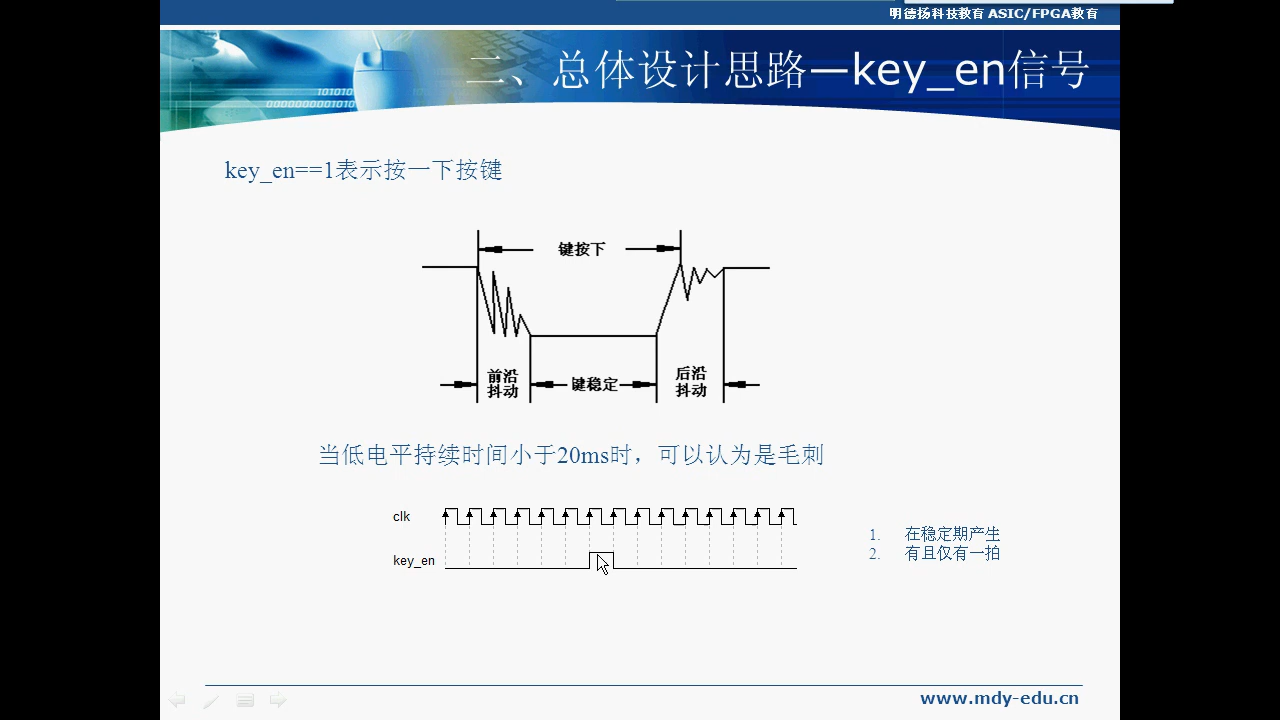 明德扬科技教育 ASIC/FPGA教育
二、总体设计思路—key_en信号
101010
0000000001010
key_en==1表示按一下按键
键按下
前沿
抖动
键稳定
后沿
抖动
当低电平持续时间小于20ms时，可以认为是毛刺
clk
key_en
1. 在稳定期产生
2. 有且仅有一拍
www.mdy-edu.cn